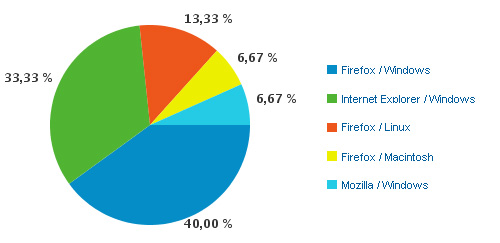 13,33 %
6,67 %
33,33 %
6,67 %
40,00 %
Firefox / Windows
Internet Explorer / Windows
Firefox / Linux
Firefox / Macintosh
Mozilla / Windows